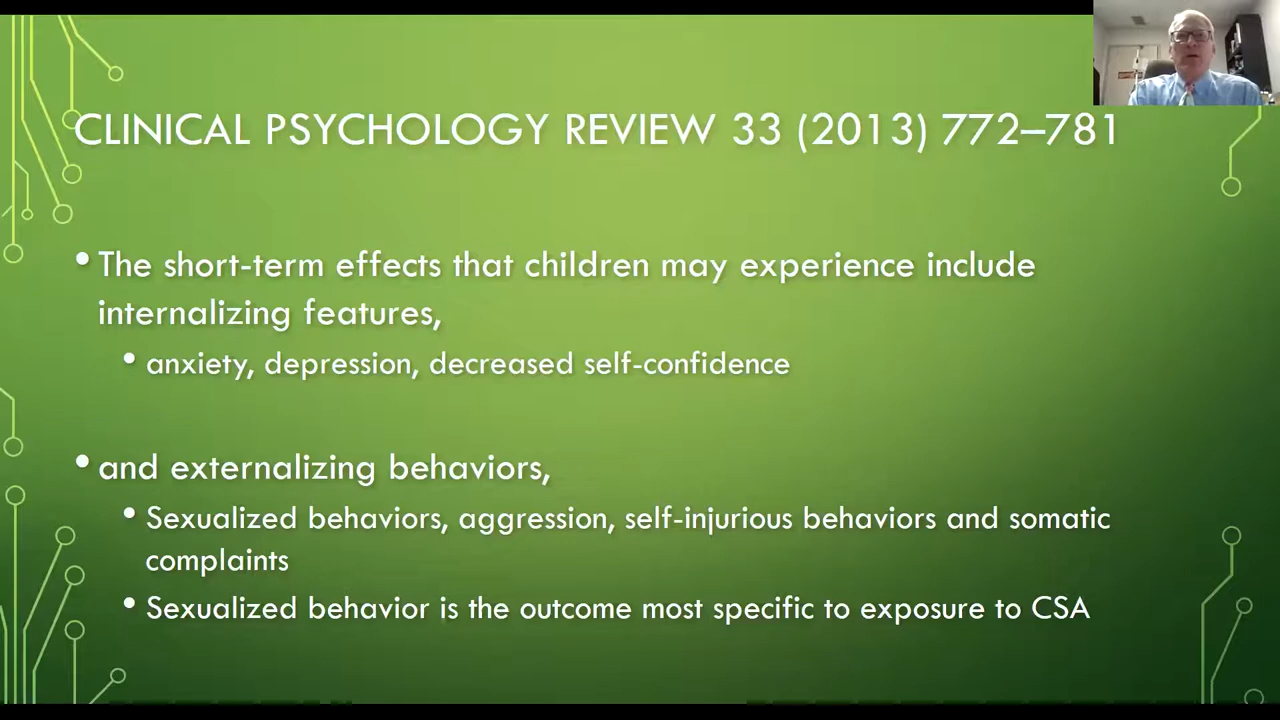 CLINICAL PSYCHOLOGY REVIEW 33 (2013) 772–781
• The short-term effects that children may experience include
internalizing features,
• anxiety, depression, decreased self-confidence
• and externalizing behaviors,
• Sexualized behaviors, aggression, self-injurious behaviors and somatic
complaints
• Sexualized behavior is the outcome most specific to exposure to CSA